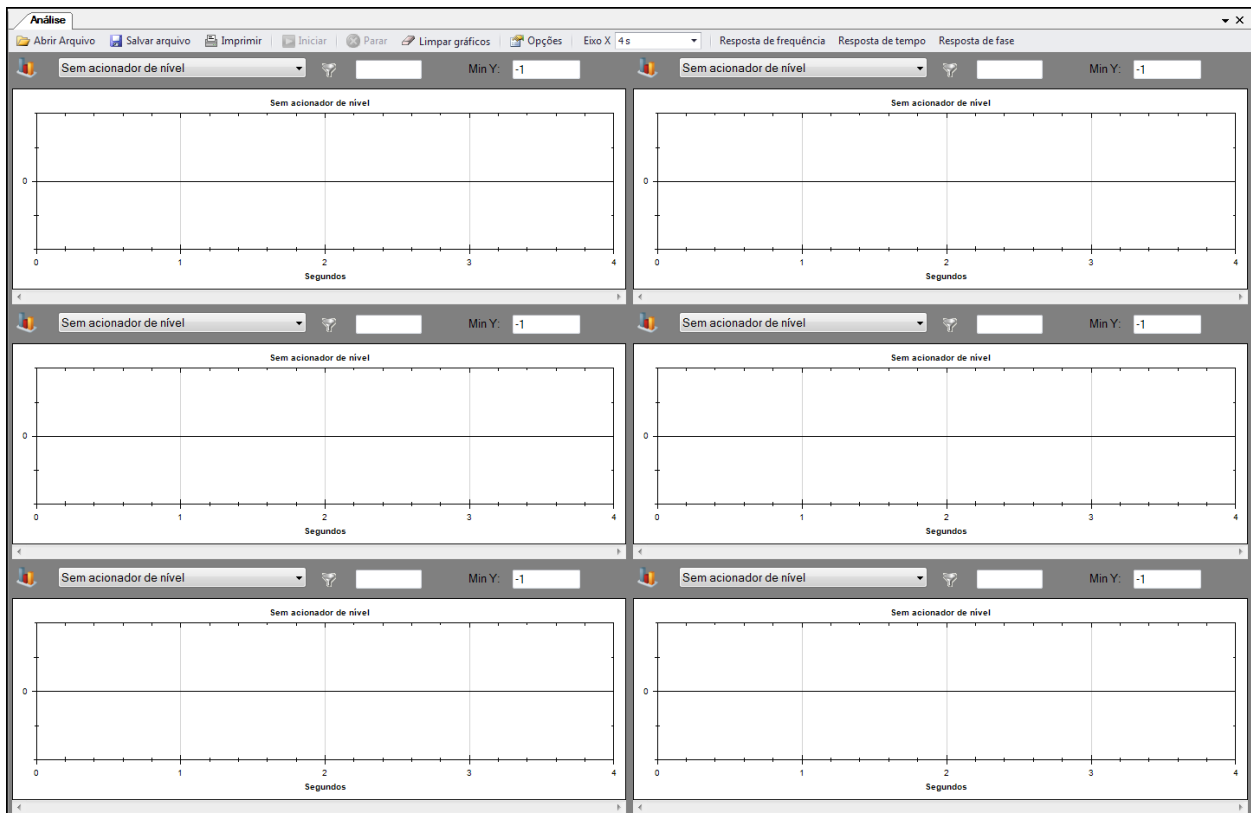 Análise
Abrir Arquivo Salvar arquivo Imprimir Iniciar Parar Limpar gráficos Opções Eixo X 4 s Resposta de frequência Resposta de tempo Resposta de fase
Sem acionador de nível Min Y: -1 Sem acionador de nível Min Y: -1
Sem acionador de nível Sem acionador de nível
0 0
0 1 2 3 4 0 1 2 3 4
Segundos Segundos
Sem acionador de nível Min Y: -1 Sem acionador de nível Min Y: -1
Sem acionador de nível Sem acionador de nível
0 0
0 1 2 3 4 0 1 2 3 4
Segundos Segundos
Sem acionador de nível Min Y: -1 Sem acionador de nível Min Y: -1
Sem acionador de nível Sem acionador de nível
0 0
0 1 2 3 4 0 1 2 3 4
Segundos Segundos